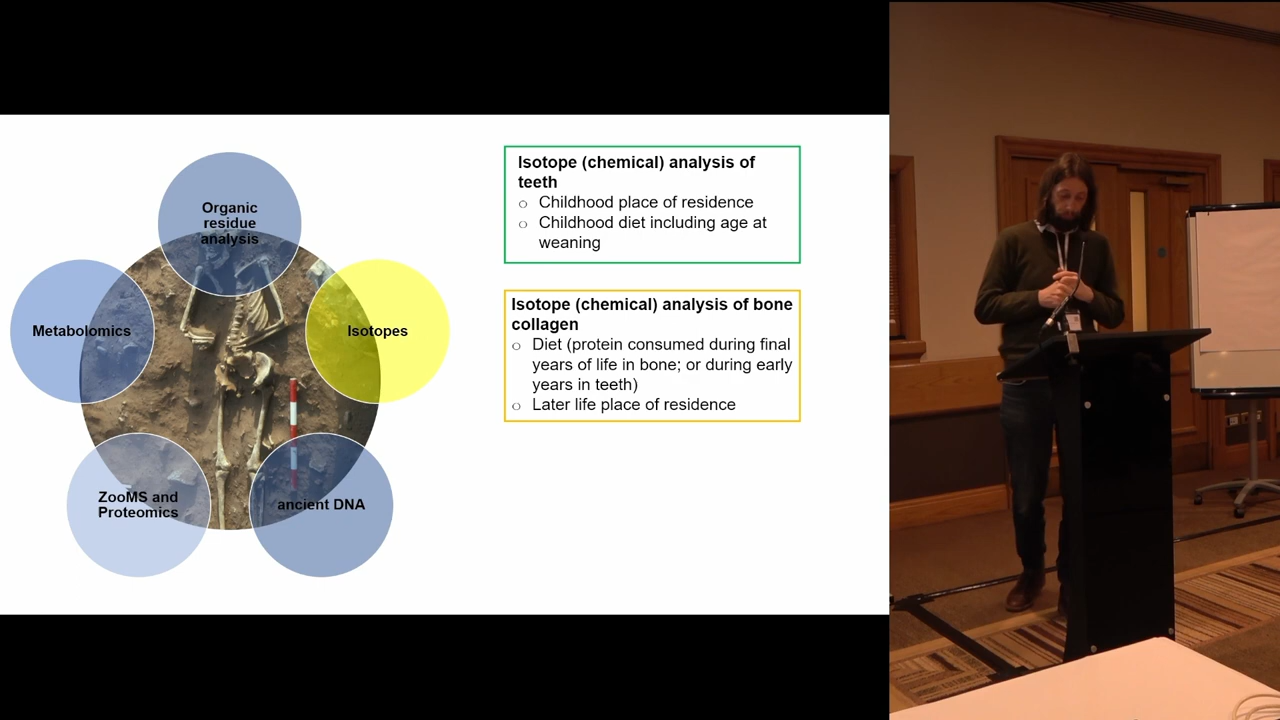 Organic
residue
analysis
Metabolomics
Isotopes
ZooMS and
Proteomics
ancient DNA
Isotope (chemical) analysis of
teeth
Childhood place of residence
Childhood diet including age at
weaning
Isotope (chemical) analysis of bone
collagen
Diet (protein consumed during final
years of life in bone; or during early
years in teeth)
Later life place of residence